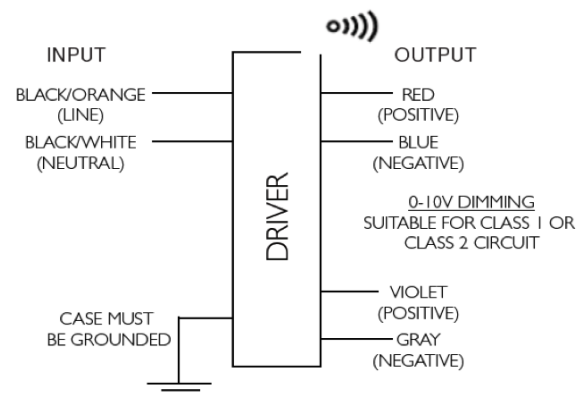 INPUT
OUTPUT
BLACK/ORANGE
(LINE)
BLACK/WHITE
(NEUTRAL)
CASE MUST
BE GROUNDED
DRIVER
RED
(POSITIVE)
BLUE
(NEGATIVE)
0-10V DIMMING
SUITABLE FOR CLASS 1 OR
CLASS 2 CIRCUIT
VIOLET
(POSITIVE)
GRAY
(NEGATIVE)